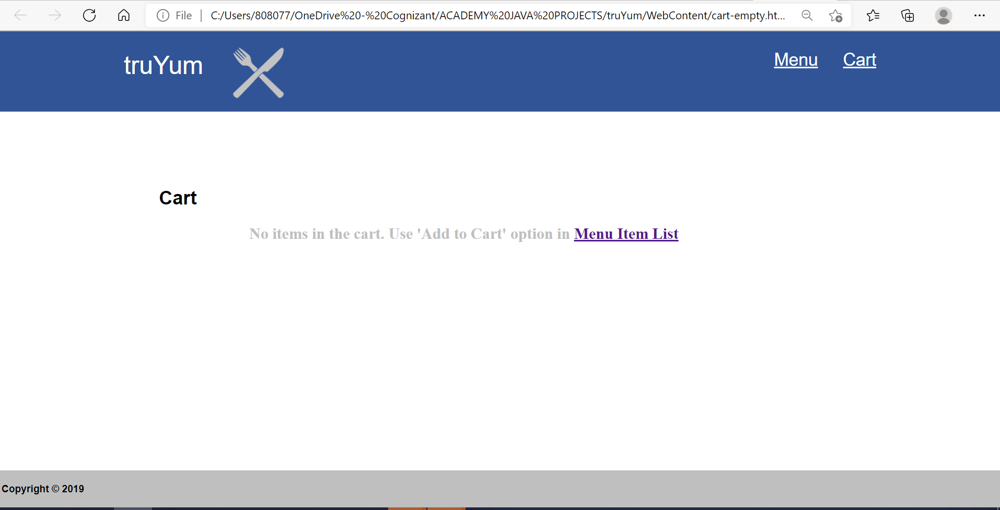 File
C:/Users/808077/OneDrive%20-%20Cognizant/ACADEMY%20JAVA%20PROJECTS/truYum/WebContent/cart-empty.ht...
truYum
Menu Cart
Cart
No items in the cart. Use 'Add to Cart' option in Menu Item List
Copyright © 2019